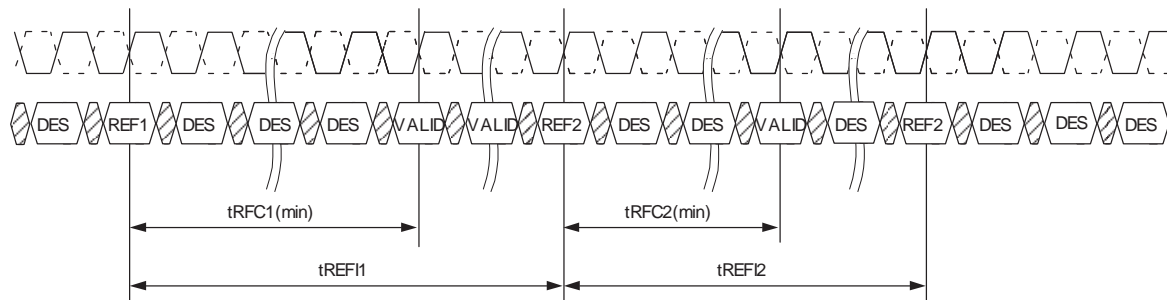 DES REF1 DES DES DES VALID VALID REF2 DES DES VALID DES REF2 DES DES DES
tRFC1(min) tRFC2(min)
tREFI1 tREFI2